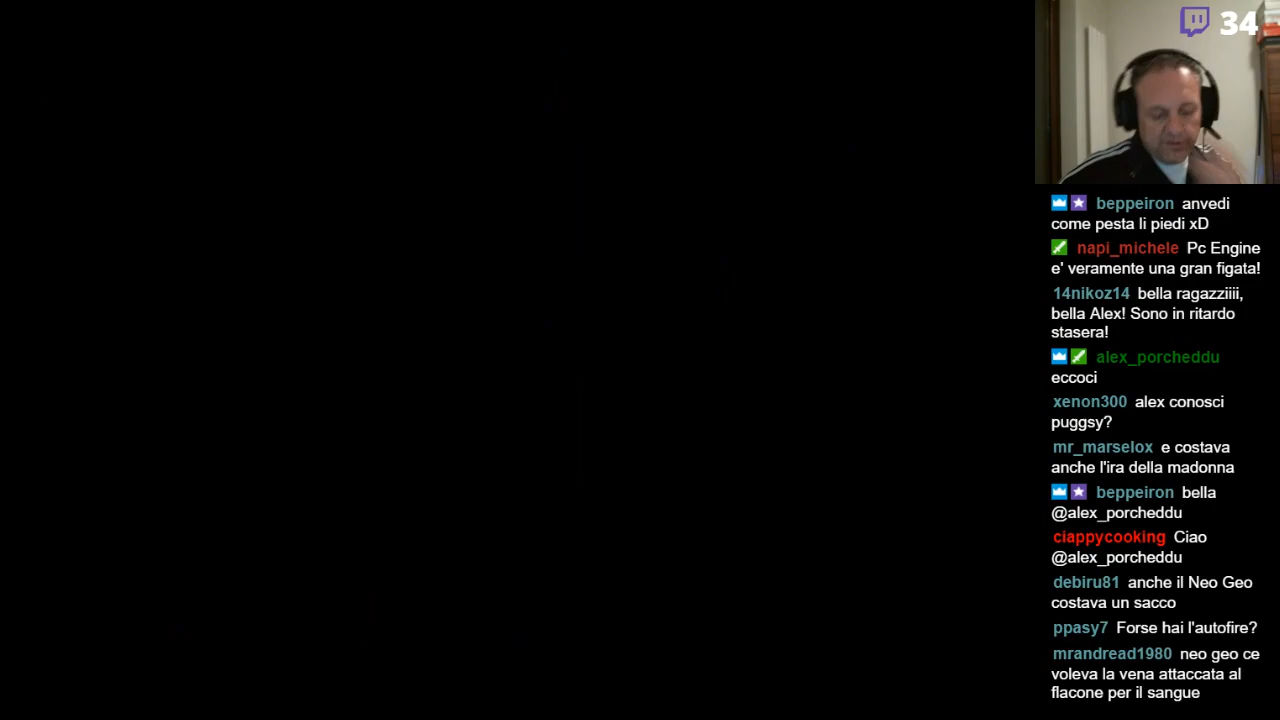 34
beppeiron anvedi
come pesta li piedi xD
napi_michele Pc Engine
e' veramente una gran figata!
14nikoz14 bella ragazziiii,
bella Alex! Sono in ritardo
stasera!
alex_porcheddu
eccoci
xenon300 alex conosci
puggsy?
mr_marselox e costava
anche l'ira della madonna
beppeiron bella
@alex_porcheddu
ciappycooking Ciao
@alex_porcheddu
debiru81 anche il Neo Geo
costava un sacco
ppasy7 Forse hai l'autofire?
mrandread1980 neo geo ce
voleva la vena attaccata al
flacone per il sangue